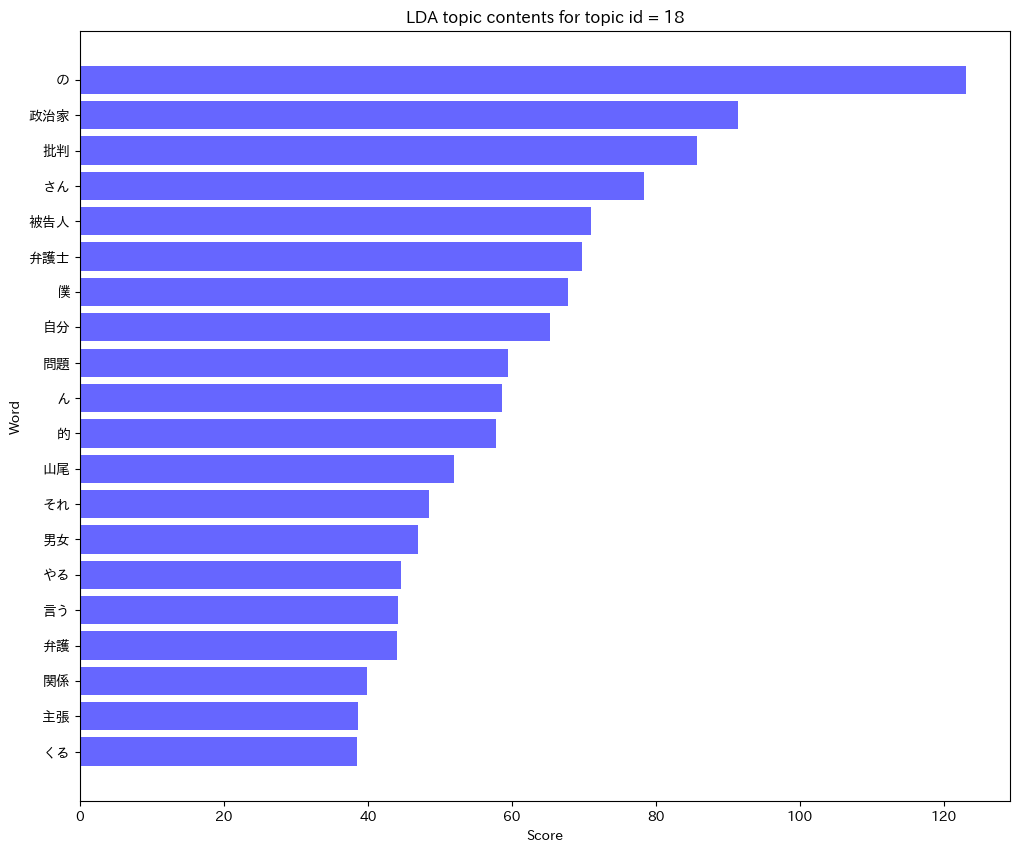 LDA topic contents for topic id = 18
の
政治家
批判
さん
被告人
弁護士
僕
自分
問題
ん
的
山尾
それ
男女
やる
言う
弁護
関係
主張
くる
Word
0 20 40 60 80 100 120
Score